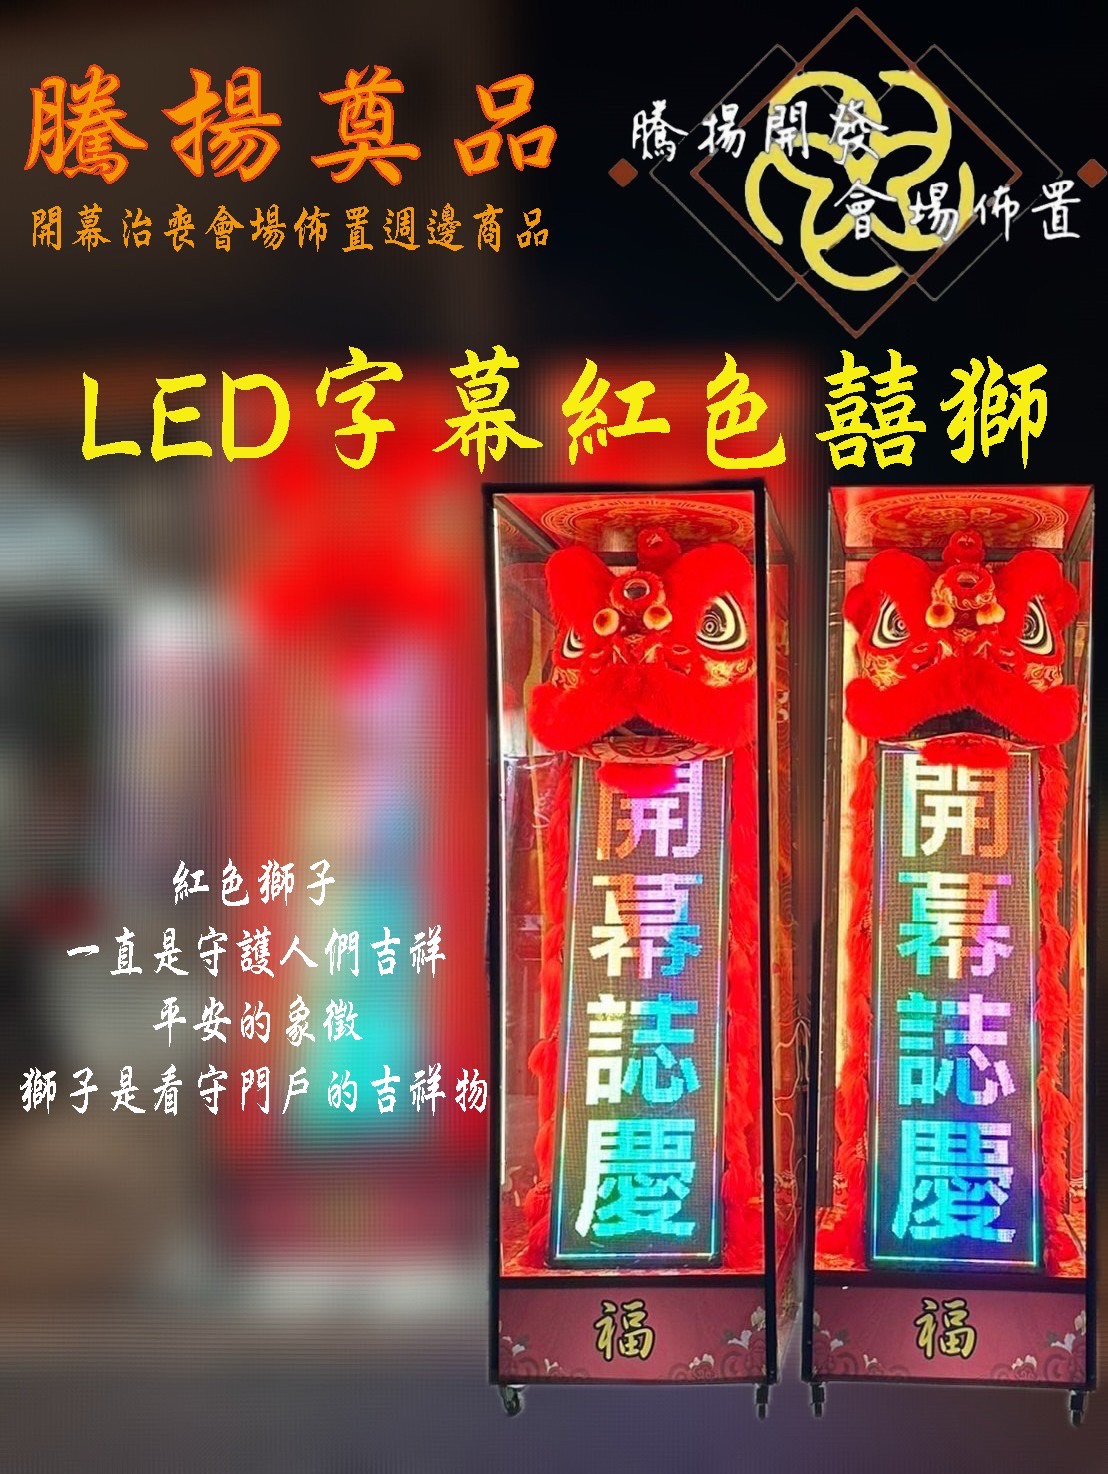 騰揚奠品
開幕治喪會場佈置週邊商品
騰揚開發
會場佈置
LED字幕紅色囍獅
紅色獅子
一直是守護人們吉祥
平安的象徵
獅子是看守門戶的吉祥物
開幕誌慶
福
開幕誌慶
福